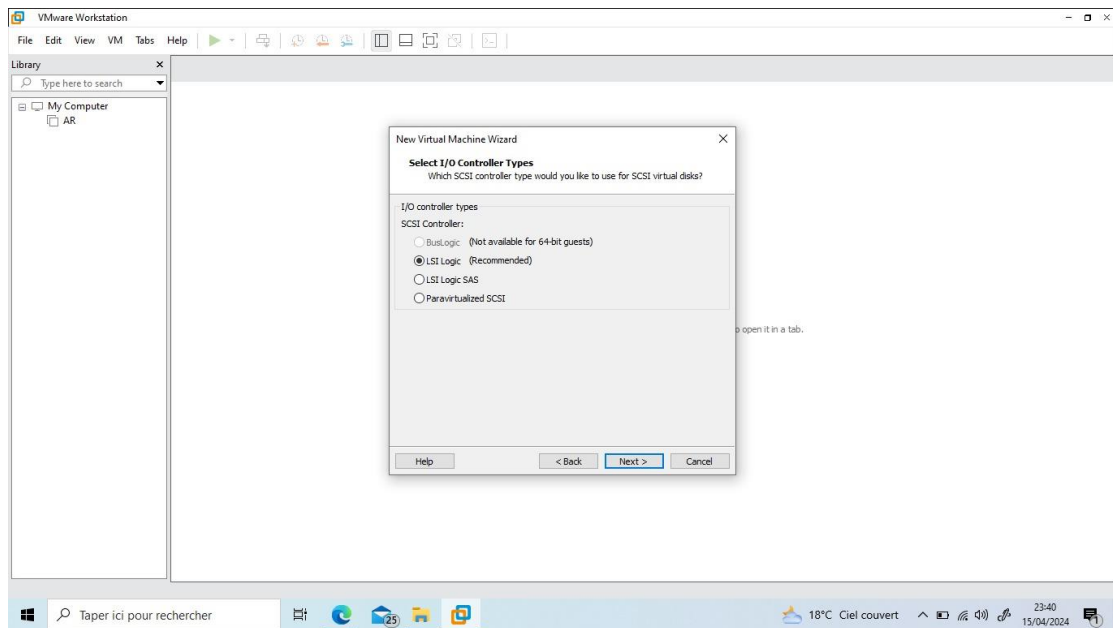 VMware Workstation
File Edit View VM Tabs Help
Library
Type here to search
My Computer
AR
New Virtual Machine Wizard
Select I/O Controller Types
Which SCSI controller type would you like to use for SCSI virtual disks?
I/O controller types
SCSI Controller:
BusLogic (Not available for 64-bit guests)
LSI Logic (Recommended)
LSI Logic SAS
Paravirtualized SCSI
open it in a tab.
Help < Back Next > Cancel
Taper ici pour rechercher
25
18°C Ciel couvert
23:40
15/04/2024
1